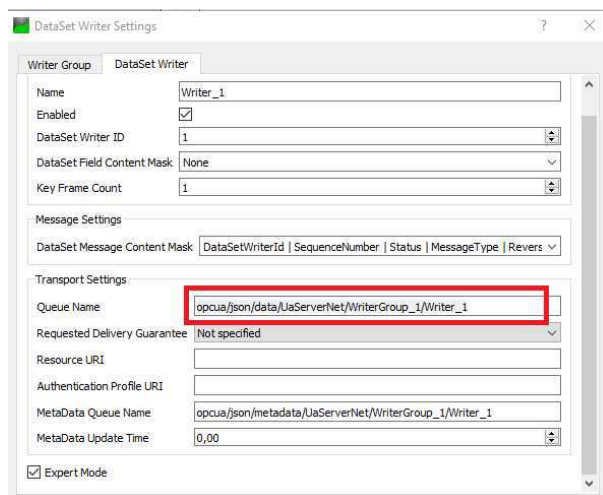 DataSet Writer Settings ?
Writer Group DataSet Writer
Name Writer_1
Enabled
DataSet Writer ID 1
DataSet Field Content Mask None
Key Frame Count 1
Message Settings
DataSet Message Content Mask DataSetWriterId | SequenceNumber | Status | MessageType | Revers
Transport Settings
Queue Name opcua/json/data/UaServerNet/WriterGroup_1/Writer_1
Requested Delivery Guarantee Not specified
Resource URI
Authentication Profile URI
MetaData Queue Name opcua/json/metadata/UaServerNet/WriterGroup_1/Writer_1
MetaData Update Time 0,00
Expert Mode